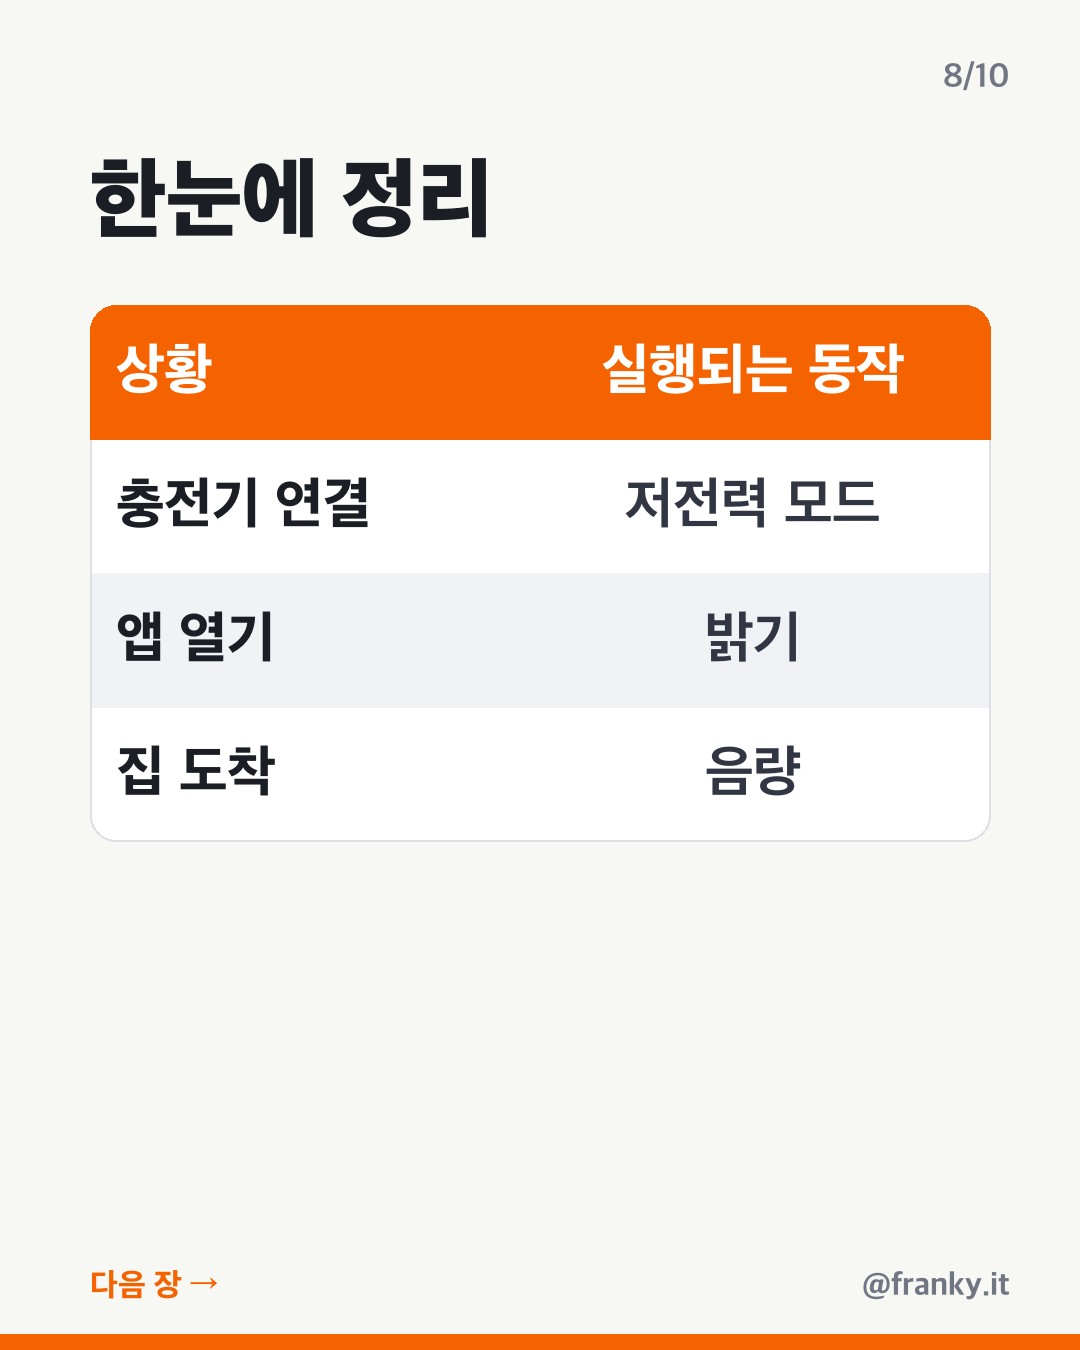 8/10
한눈에 정리
상황 실행되는 동작
충전기 연결 저전력 모드
앱 열기 밝기
집 도착 음량
다음 장 → @franky.it